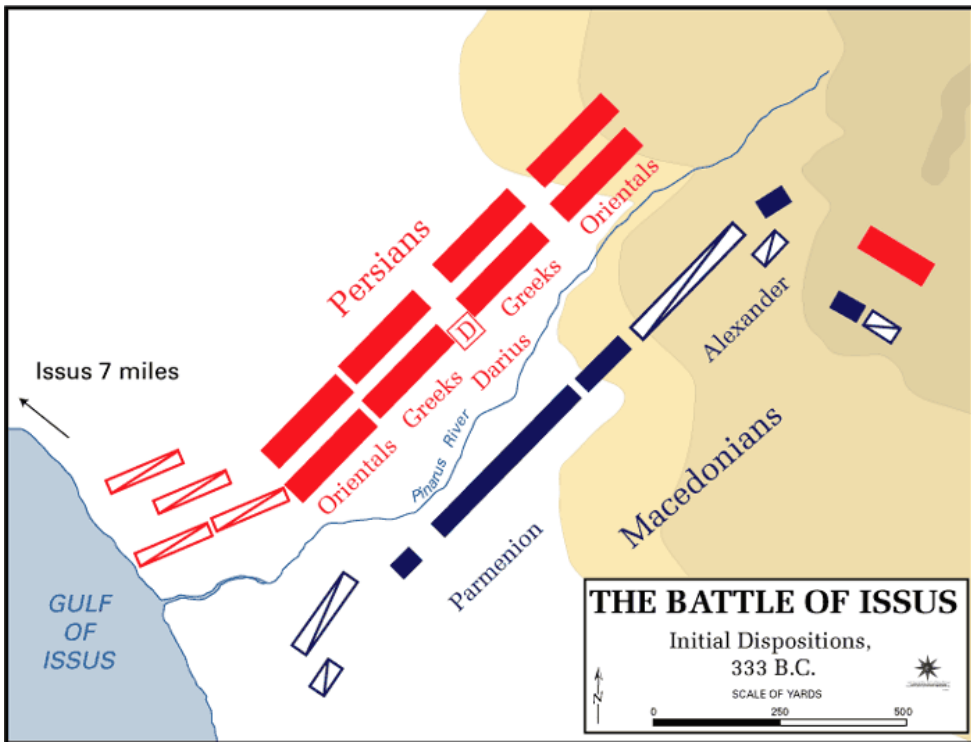 Persians
Orientals
Greeks
D
Darius
Greeks
Orientals
Issus 7 miles
Pinarus River
Alexander
Macedonians
Parmenion
GULF
OF
ISSUS
THE BATTLE OF ISSUS
Initial Dispositions,
333 B.C.
SCALE OF YARDS
N
0 250 500